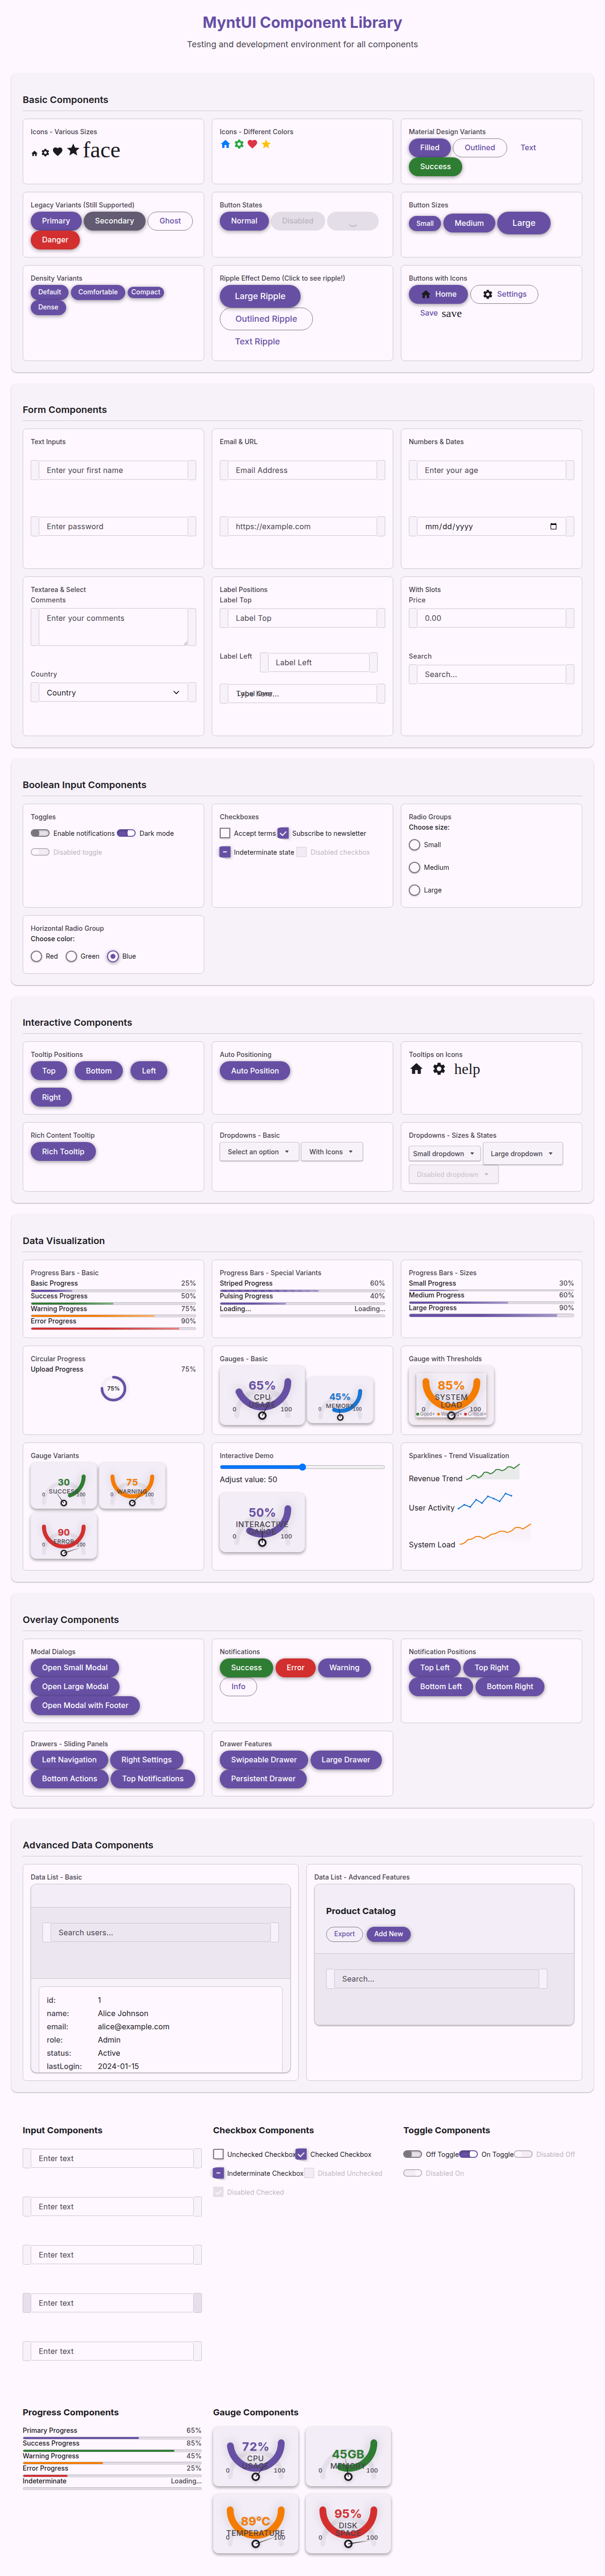 MyntUI Component Library
Testing and development environment for all components
Basic Components
Icons - Various Sizes
face
Icons - Different Colors
Material Design Variants
Filled Outlined Text
Success
Legacy Variants (Still Supported)
Primary Secondary Ghost
Danger
Button States
Normal Disabled
Button Sizes
Small Medium Large
Density Variants
Default Comfortable Compact
Dense
Ripple Effect Demo (Click to see ripple!)
Large Ripple
Outlined Ripple
Text Ripple
Buttons with Icons
Home Settings
Save save
Form Components
Text Inputs
Enter your first name
Enter password
Email & URL
Email Address
https://example.com
Numbers & Dates
Enter your age
mm/dd/yyyy
Textarea & Select
Comments
Enter your comments
Country
Country
Label Positions
Label Top
Label Top
Label Left Label Left
With Slots
Price
0.00
Search
Search...
Boolean Input Components
Toggles
Enable notifications Dark mode
Disabled toggle
Checkboxes
Accept terms Subscribe to newsletter
Indeterminate state Disabled checkbox
Radio Groups
Choose size:
Small
Medium
Large
Horizontal Radio Group
Choose color:
Red Green Blue
Interactive Components
Tooltip Positions
Top Bottom Left
Right
Auto Positioning
Auto Position
Tooltips on Icons
help
Rich Content Tooltip
Rich Tooltip
Dropdowns - Basic
Select an option With Icons
Dropdowns - Sizes & States
Small dropdown Large dropdown
Disabled dropdown
Data Visualization
Progress Bars - Basic
Basic Progress 25%
Success Progress 50%
Warning Progress 75%
Error Progress 90%
Progress Bars - Special Variants
Striped Progress 60%
Pulsing Progress 40%
Loading... Loading...
Progress Bars - Sizes
Small Progress 30%
Medium Progress 60%
Large Progress 90%
Circular Progress
Upload Progress 75%
75%
Gauges - Basic
65%
CPU
USAGE
0 100
45%
MEMORY
0 100
Gauge with Thresholds
85%
SYSTEM
LOAD
0 100
Gauge Variants
30
SUCCESS
0 100
75
WARNING
0 100
90
ERROR
0 100
Interactive Demo
Adjust value: 50
50%
INTERACTIVE
0 100
Sparklines - Trend Visualization
Revenue Trend
User Activity
System Load
Overlay Components
Modal Dialogs
Open Small Modal
Open Large Modal
Open Modal with Footer
Notifications
Success Error Warning
Info
Notification Positions
Top Left Top Right
Bottom Left Bottom Right
Drawers - Sliding Panels
Left Navigation Right Settings
Bottom Actions Top Notifications
Drawer Features
Swipeable Drawer Large Drawer
Persistent Drawer
Advanced Data Components
Data List - Basic
Search users...
id: 1
name: Alice Johnson
email: alice@example.com
role: Admin
status: Active
lastLogin: 2024-01-15
Data List - Advanced Features
Product Catalog
Export Add New
Search...
Input Components
Enter text
Enter text
Enter text
Enter text
Enter text
Checkbox Components
Unchecked Checkbox Checked Checkbox
Indeterminate Checkbox Disabled Unchecked
Disabled Checked
Toggle Components
Off Toggle On Toggle Disabled Off
Disabled On
Progress Components
Primary Progress 65%
Success Progress 85%
Warning Progress 45%
Error Progress 25%
Indeterminate Loading...
Gauge Components
72%
CPU
USAGE
0 100
45GB
MEMORY
0 100
89°C
TEMPERATURE
0 100
95%
DISK
SPACE
0 100